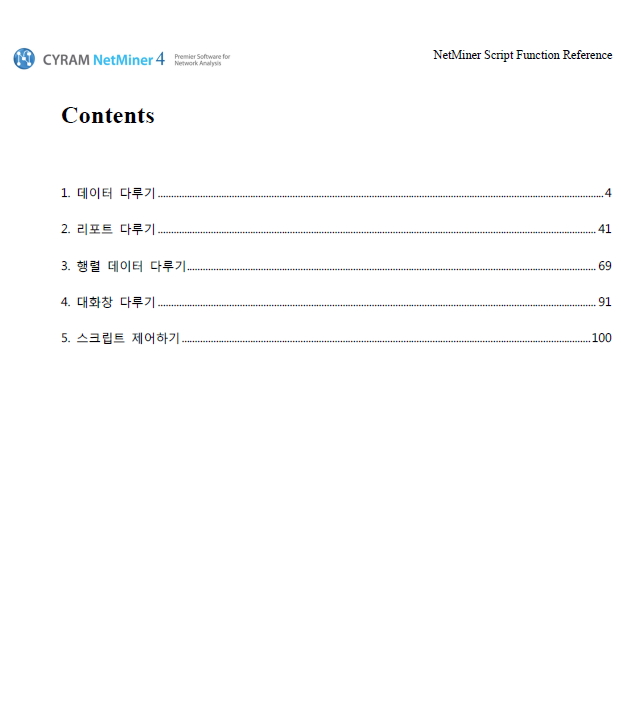 CYRAM NetMiner 4 Premier Software for Network Analysis
NetMiner Script Function Reference
Contents
1. 데이터 다루기 4
2. 리포트 다루기 41
3. 행렬 데이터 다루기 69
4. 대화창 다루기 91
5. 스크립트 제어하기 100